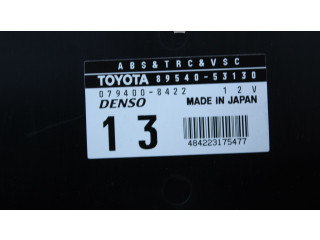 ABS&TRC&VSC
TOYOTA 89540-53130
079400-8422 12V
DENSO MADE IN JAPAN
13
484223175477